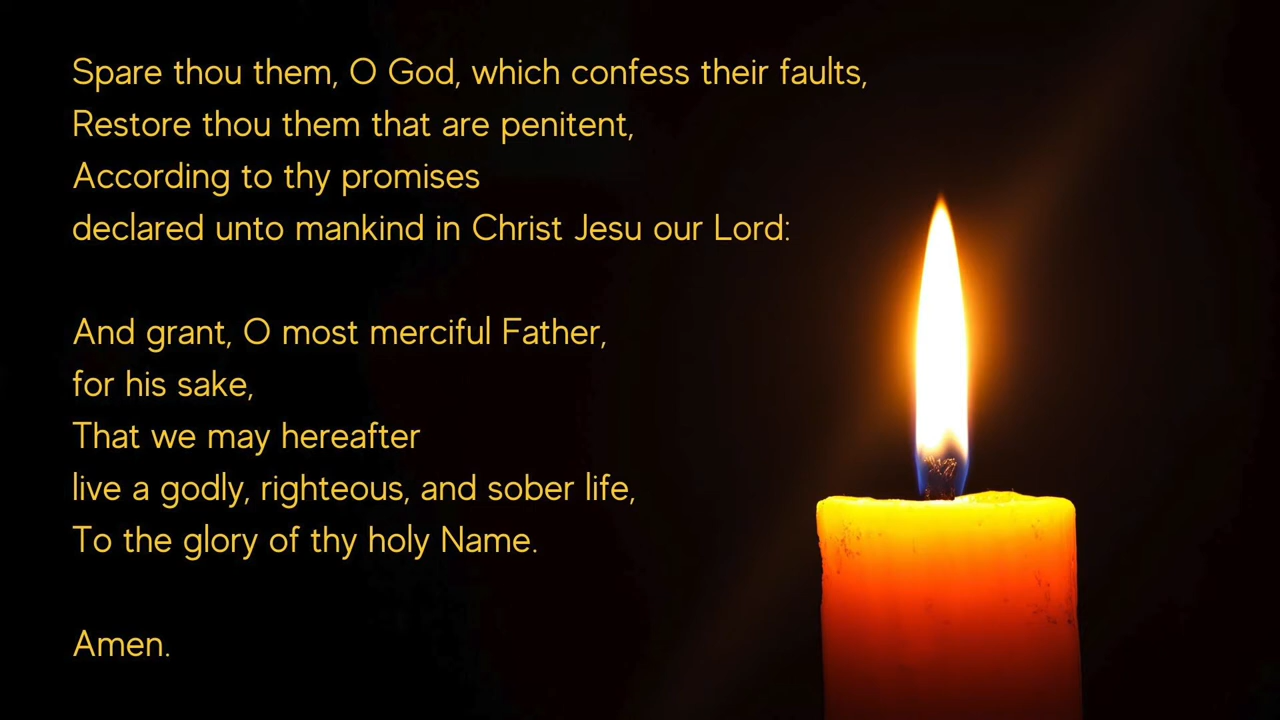 Spare thou them, O God, which confess their faults,
Restore thou them that are penitent,
According to thy promises
declared unto mankind in Christ Jesu our Lord:
And grant, O most merciful Father,
for his sake,
That we may hereafter
live a godly, righteous, and sober life,
To the glory of thy holy Name.
Amen.